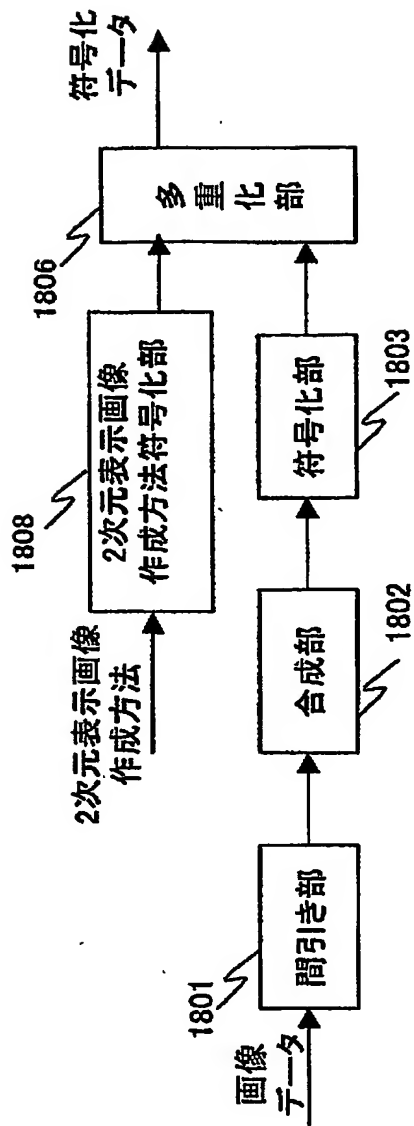 2次元表示画像
作成方法
1808
2次元表示画像
作成方法符号化部
1806
多重化部
符号化
データ
画像
データ
1801
間引き部
1802
合成部
1803
符号化部